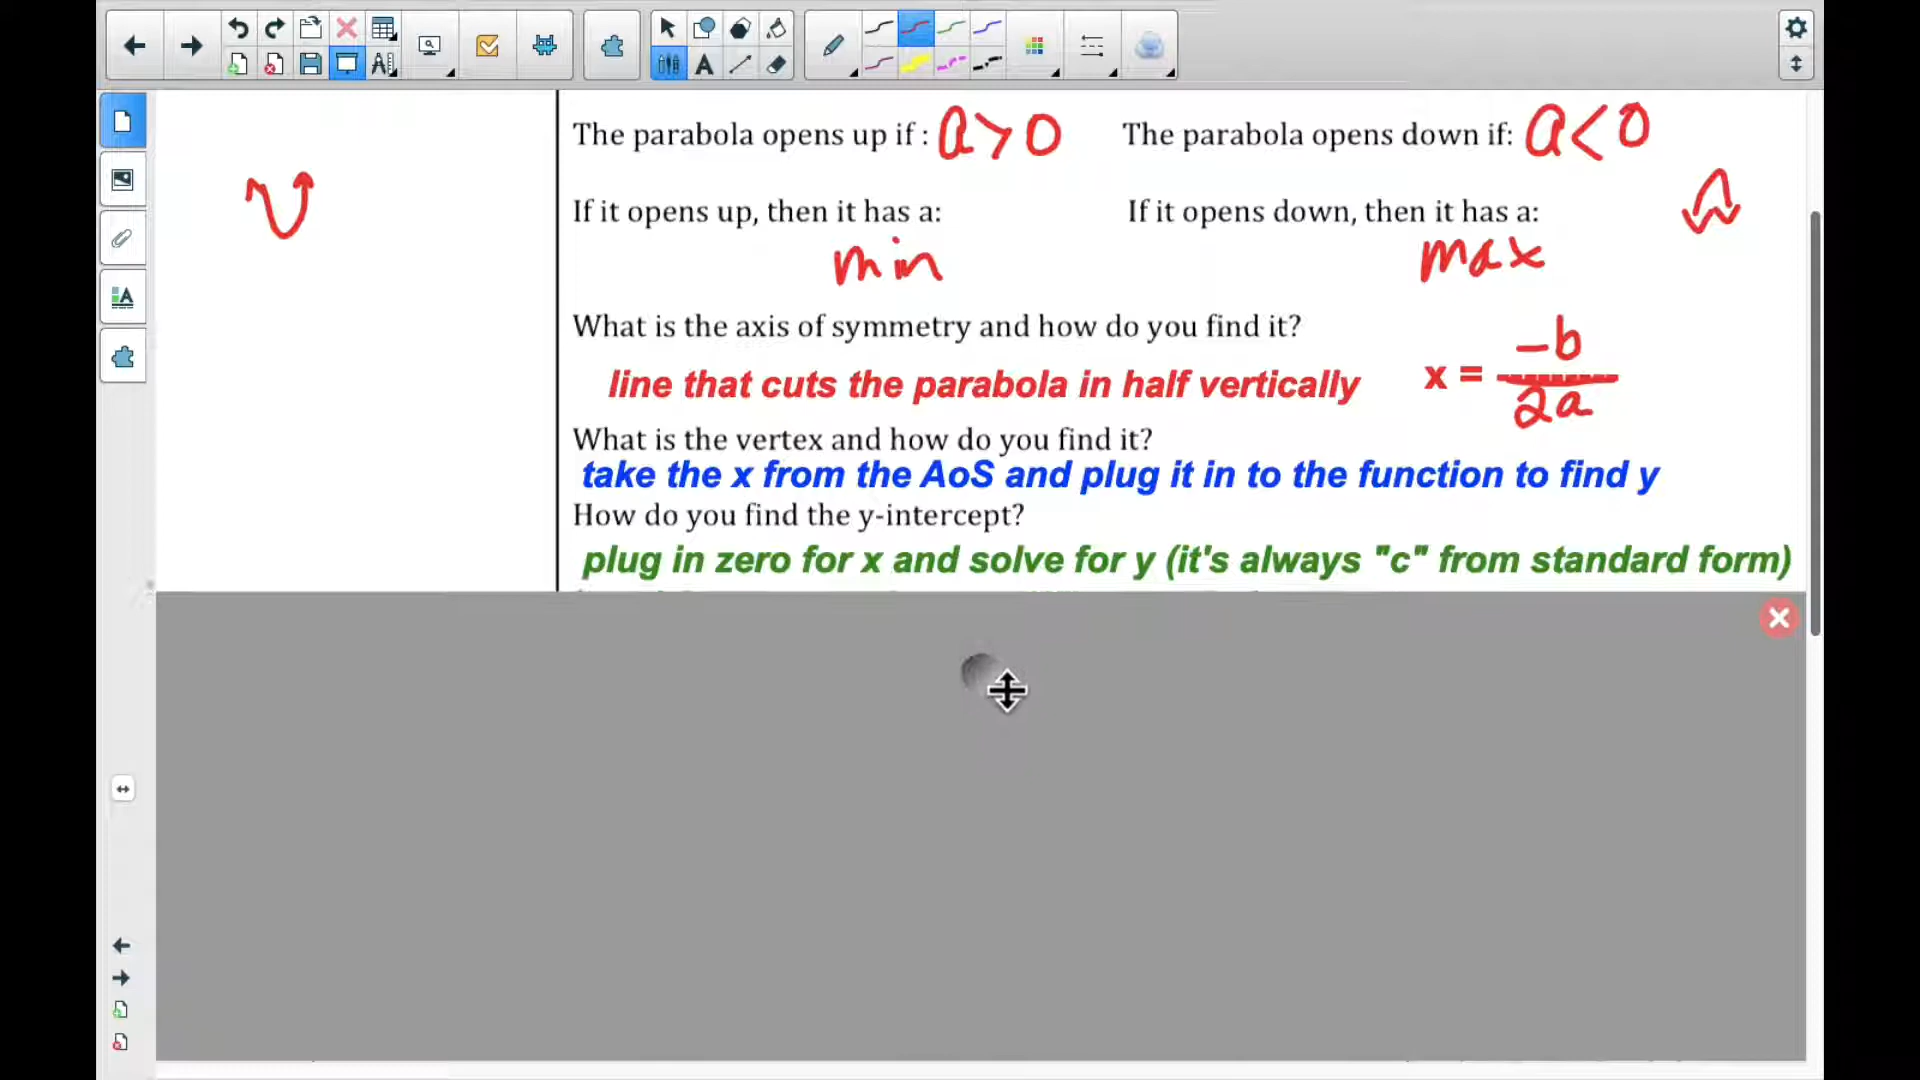 The parabola opens up if : a>0 The parabola opens down if: a<0
If it opens up, then it has a: If it opens down, then it has a:
min max
What is the axis of symmetry and how do you find it?
line that cuts the parabola in half vertically x = -b/2a
What is the vertex and how do you find it?
take the x from the AoS and plug it in to the function to find y
How do you find the y-intercept?
plug in zero for x and solve for y (it's always "c" from standard form)